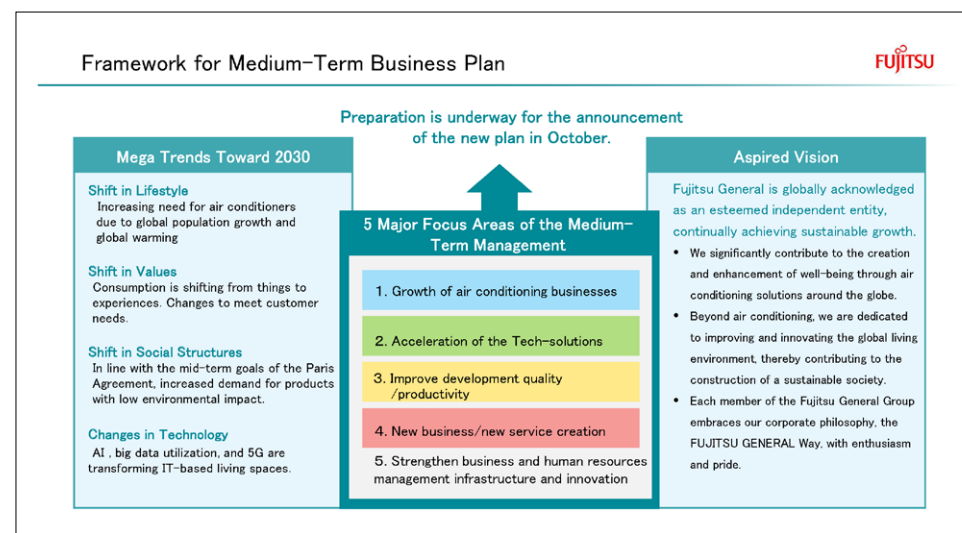 Framework for Medium-Term Business Plan
FUJITSU
Preparation is underway for the announcement
of the new plan in October.
Mega Trends Toward 2030
Shift in Lifestyle
Increasing need for air conditioners
due to global population growth and
global warming
Shift in Values
Consumption is shifting from things to
experiences. Changes to meet customer
needs.
Shift in Social Structures
In line with the mid-term goals of the Paris
Agreement, increased demand for products
with low environmental impact.
Changes in Technology
AI , big data utilization, and 5G are
transforming IT-based living spaces.
5 Major Focus Areas of the Medium-
Term Management
1. Growth of air conditioning businesses
2. Acceleration of the Tech-solutions
3. Improve development quality
/productivity
4. New business/new service creation
5. Strengthen business and human resources
management infrastructure and innovation
Aspired Vision
Fujitsu General is globally acknowledged
as an esteemed independent entity,
continually achieving sustainable growth.
• We significantly contribute to the creation
and enhancement of well-being through air
conditioning solutions around the globe.
• Beyond air conditioning, we are dedicated
to improving and innovating the global living
environment, thereby contributing to the
construction of a sustainable society.
• Each member of the Fujitsu General Group
embraces our corporate philosophy, the
FUJITSU GENERAL Way, with enthusiasm
and pride.